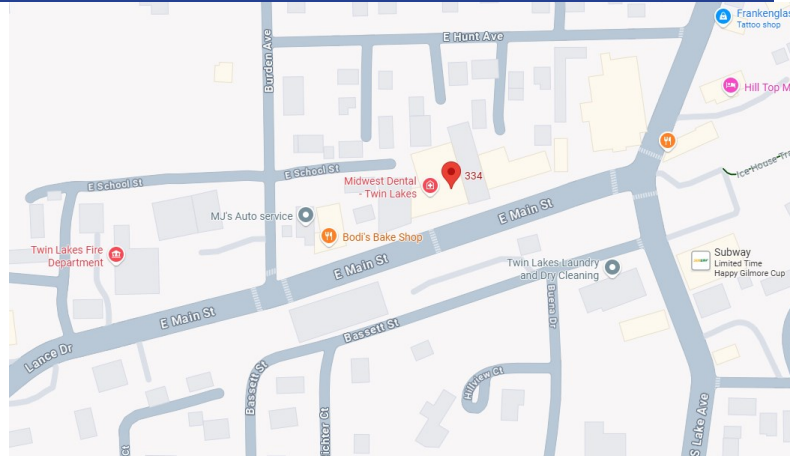 Frankenglas
Tattoo shop
E Hunt Ave
Burden Ave
Hill Top M
Ice House Tr
E School St
E School St
Midwest Dental
- Twin Lakes
334
E Main St
MJ's Auto service
Bodi's Bake Shop
Twin Lakes Fire
Department
E Main St
Twin Lakes Laundry
and Dry Cleaning
Subway
Limited Time
Happy Gilmore Cup
E Main St
Buena Dr
Bassett St
Lance Dr
Bassett St
Hillview Ct
ichter Ct
S Lake Ave
Ct